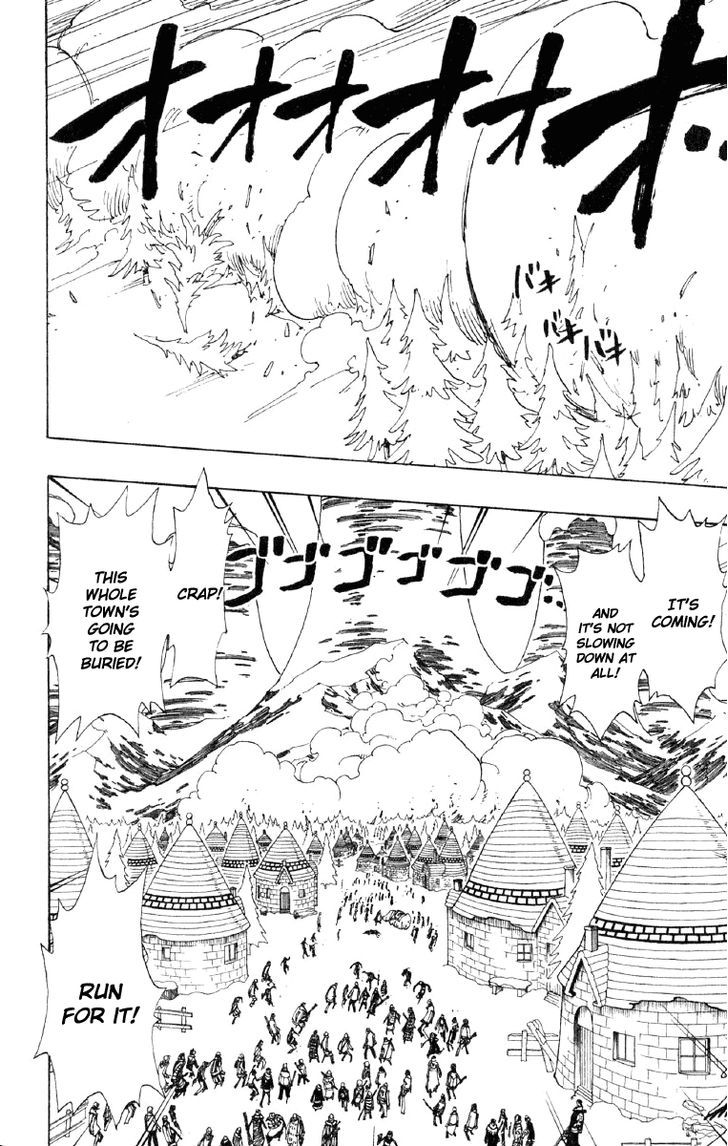 オオオオオ
バキ
バキ
バキ
ゴゴゴゴゴゴ
IT'S
COMING!
AND
IT'S NOT
SLOWING
DOWN AT
ALL!
CRAP!
THIS
WHOLE
TOWN'S
GOING
TO BE
BURIED!
RUN
FOR IT!